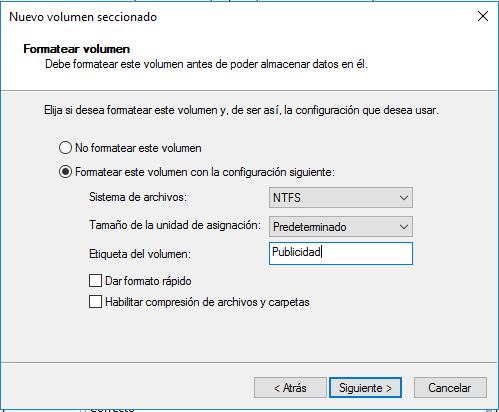 Nuevo volumen seccionado
Formatear volumen
Debe formatear este volumen antes de poder almacenar datos en él.
Elija si desea formatear este volumen y, de ser así, la configuración que desea usar.
No formatear este volumen
Formatear este volumen con la configuración siguiente:
Sistema de archivos: NTFS
Tamaño de la unidad de asignación: Predeterminado
Etiqueta del volumen: Publicidad
Dar formato rápido
Habilitar compresión de archivos y carpetas
< Atrás Siguiente > Cancelar
Correcto